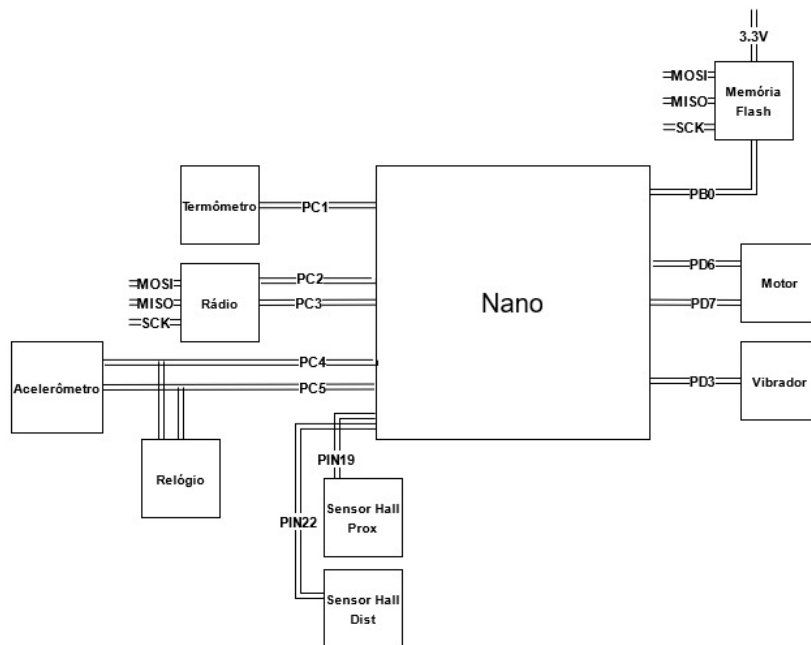 3.3V
MOSI
MISO
SCK
Memória
Flash
PB0
Termômetro
PC1
MOSI
MISO
SCK
Rádio
PC2
PC3
Nano
PD6
PD7
Motor
Acelerômetro
PC4
PC5
PD3
Vibrador
Relógio
PIN19
Sensor Hall
Prox
PIN22
Sensor Hall
Dist